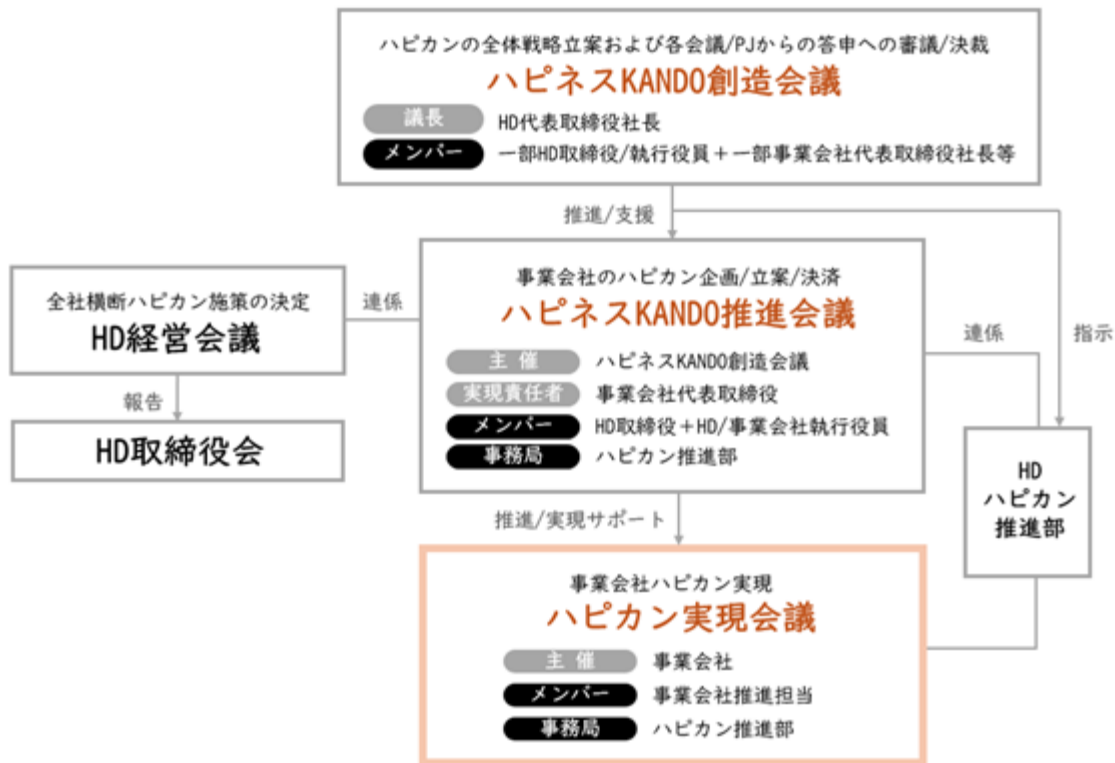 ハピカンの全体戦略立案および各会議/PJからの答申への審議/決裁
ハピネスKANDO創造会議
議長 HD代表取締役社長
メンバー 一部HD取締役/執行役員＋一部事業会社代表取締役社長等
推進/支援
事業会社のハピカン企画/立案/決済
ハピネスKANDO推進会議
主 催 ハピネスKANDO創造会議
実現責任者 事業会社代表取締役
メンバー HD取締役＋HD/事業会社執行役員
事務局 ハピカン推進部
全社横断ハピカン施策の決定
HD経営会議
連係
報告
HD取締役会
連係
指示
HD
ハピカン
推進部
推進/実現サポート
事業会社ハピカン実現
ハピカン実現会議
主 催 事業会社
メンバー 事業会社推進担当
事務局 ハピカン推進部